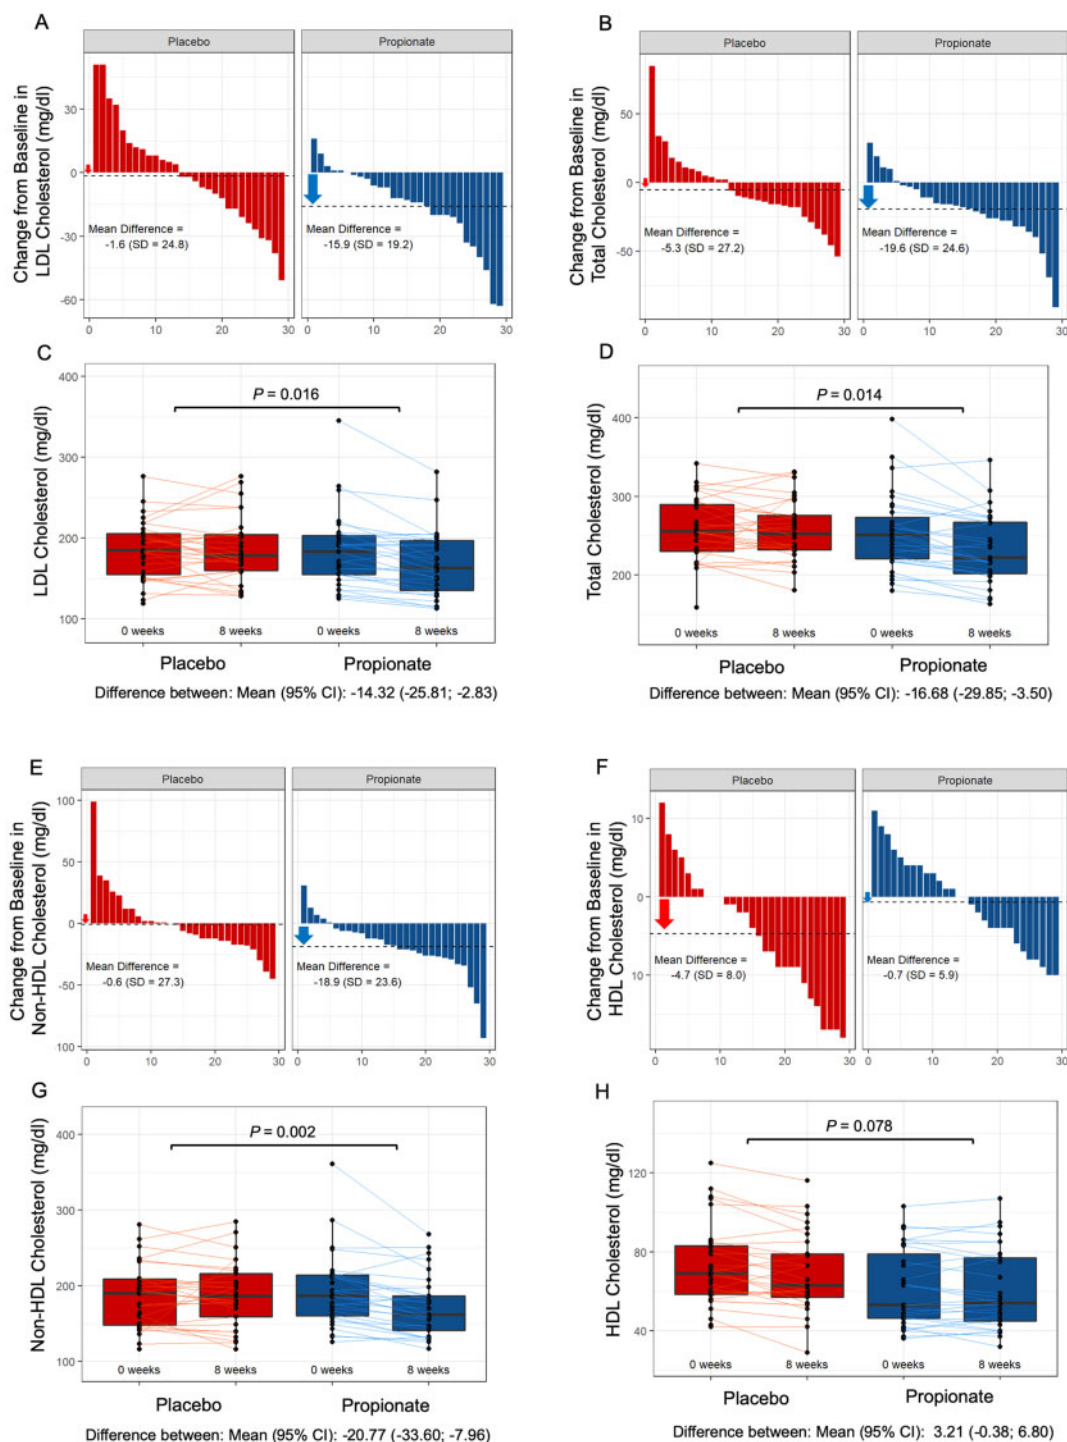 A
Placebo
Propionate
Change from Baseline in
LDL Cholesterol (mg/dl)
30
0
-30
-60
Mean Difference =
-1.6 (SD = 24.8)
Mean Difference =
-15.9 (SD = 19.2)
0 10 20 30 0 10 20 30
B
Placebo
Propionate
Change from Baseline in
Total Cholesterol (mg/dl)
50
0
-50
Mean Difference =
-5.3 (SD = 27.2)
Mean Difference =
-19.6 (SD = 24.6)
0 10 20 30 0 10 20 30
C
LDL Cholesterol (mg/dl)
400
300
200
100
P = 0.016
0 weeks 8 weeks 0 weeks 8 weeks
Placebo Propionate
Difference between: Mean (95% CI): -14.32 (-25.81; -2.83)
D
Total Cholesterol (mg/dl)
400
300
200
P = 0.014
0 weeks 8 weeks 0 weeks 8 weeks
Placebo Propionate
Difference between: Mean (95% CI): -16.68 (-29.85; -3.50)
E
Placebo
Propionate
Change from Baseline in
Non-HDL Cholesterol (mg/dl)
100
50
0
-50
100
Mean Difference =
-0.6 (SD = 27.3)
Mean Difference =
-18.9 (SD = 23.6)
0 10 20 30 0 10 20 30
F
Placebo
Propionate
Change from Baseline in
HDL Cholesterol (mg/dl)
10
0
10
Mean Difference =
-4.7 (SD = 8.0)
Mean Difference =
-0.7 (SD = 5.9)
0 10 20 30 0 10 20 30
G
Non-HDL Cholesterol (mg/dl)
400
300
200
100
P = 0.002
0 weeks 8 weeks 0 weeks 8 weeks
Placebo Propionate
Difference between: Mean (95% CI): -20.77 (-33.60; -7.96)
H
HDL Cholesterol (mg/dl)
120
80
40
P = 0.078
0 weeks 8 weeks 0 weeks 8 weeks
Placebo Propionate
Difference between: Mean (95% CI): 3.21 (-0.38; 6.80)